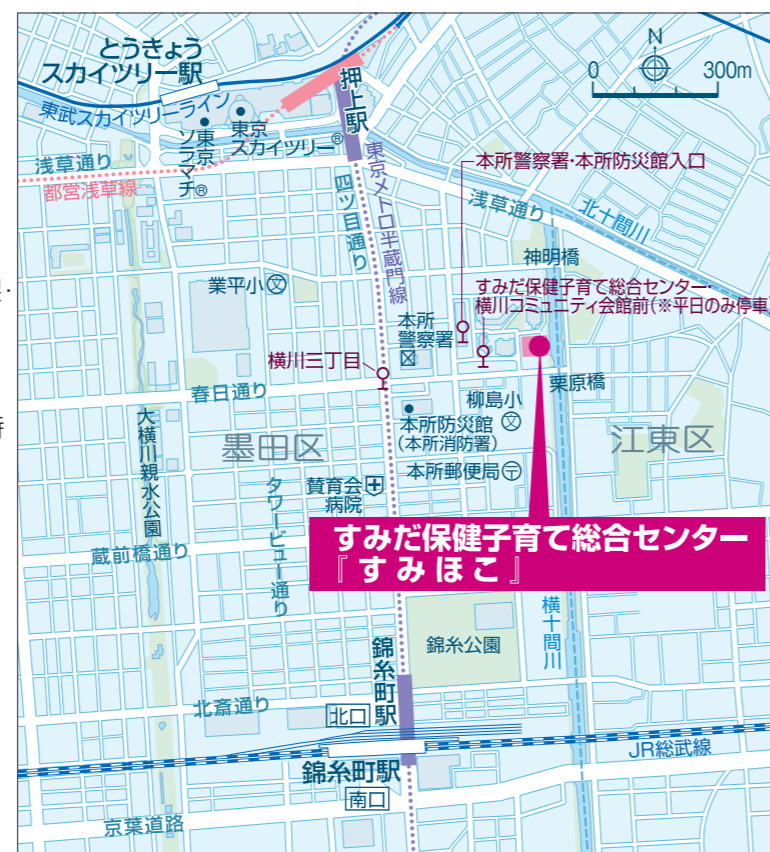 とうきょう
スカイツリー駅
N
0 300m
押上駅
東武スカイツリーライン
東京
ソラマチ®
東京
スカイツリー®
浅草通り
都営浅草線
東京メトロ半蔵門線
四ツ目通り
本所警察署・本所防災館入口
浅草通り
北十間川
神明橋
業平小 文
すみだ保健子育て総合センター・
横川コミュニティ会館前(※平日のみ停車)
本所
警察署
横川三丁目
春日通り
栗原橋
柳島小 文
本所防災館
(本所消防署)
大横川親水公園
墨田区
江東区
本所郵便局〒
賛育会
病院
タワービュー通り
蔵前橋通り
すみだ保健子育て総合センター
『すみほこ』
横十間川
錦糸公園
錦糸町駅
北口
北斎通り
JR総武線
錦糸町駅
南口
京葉道路